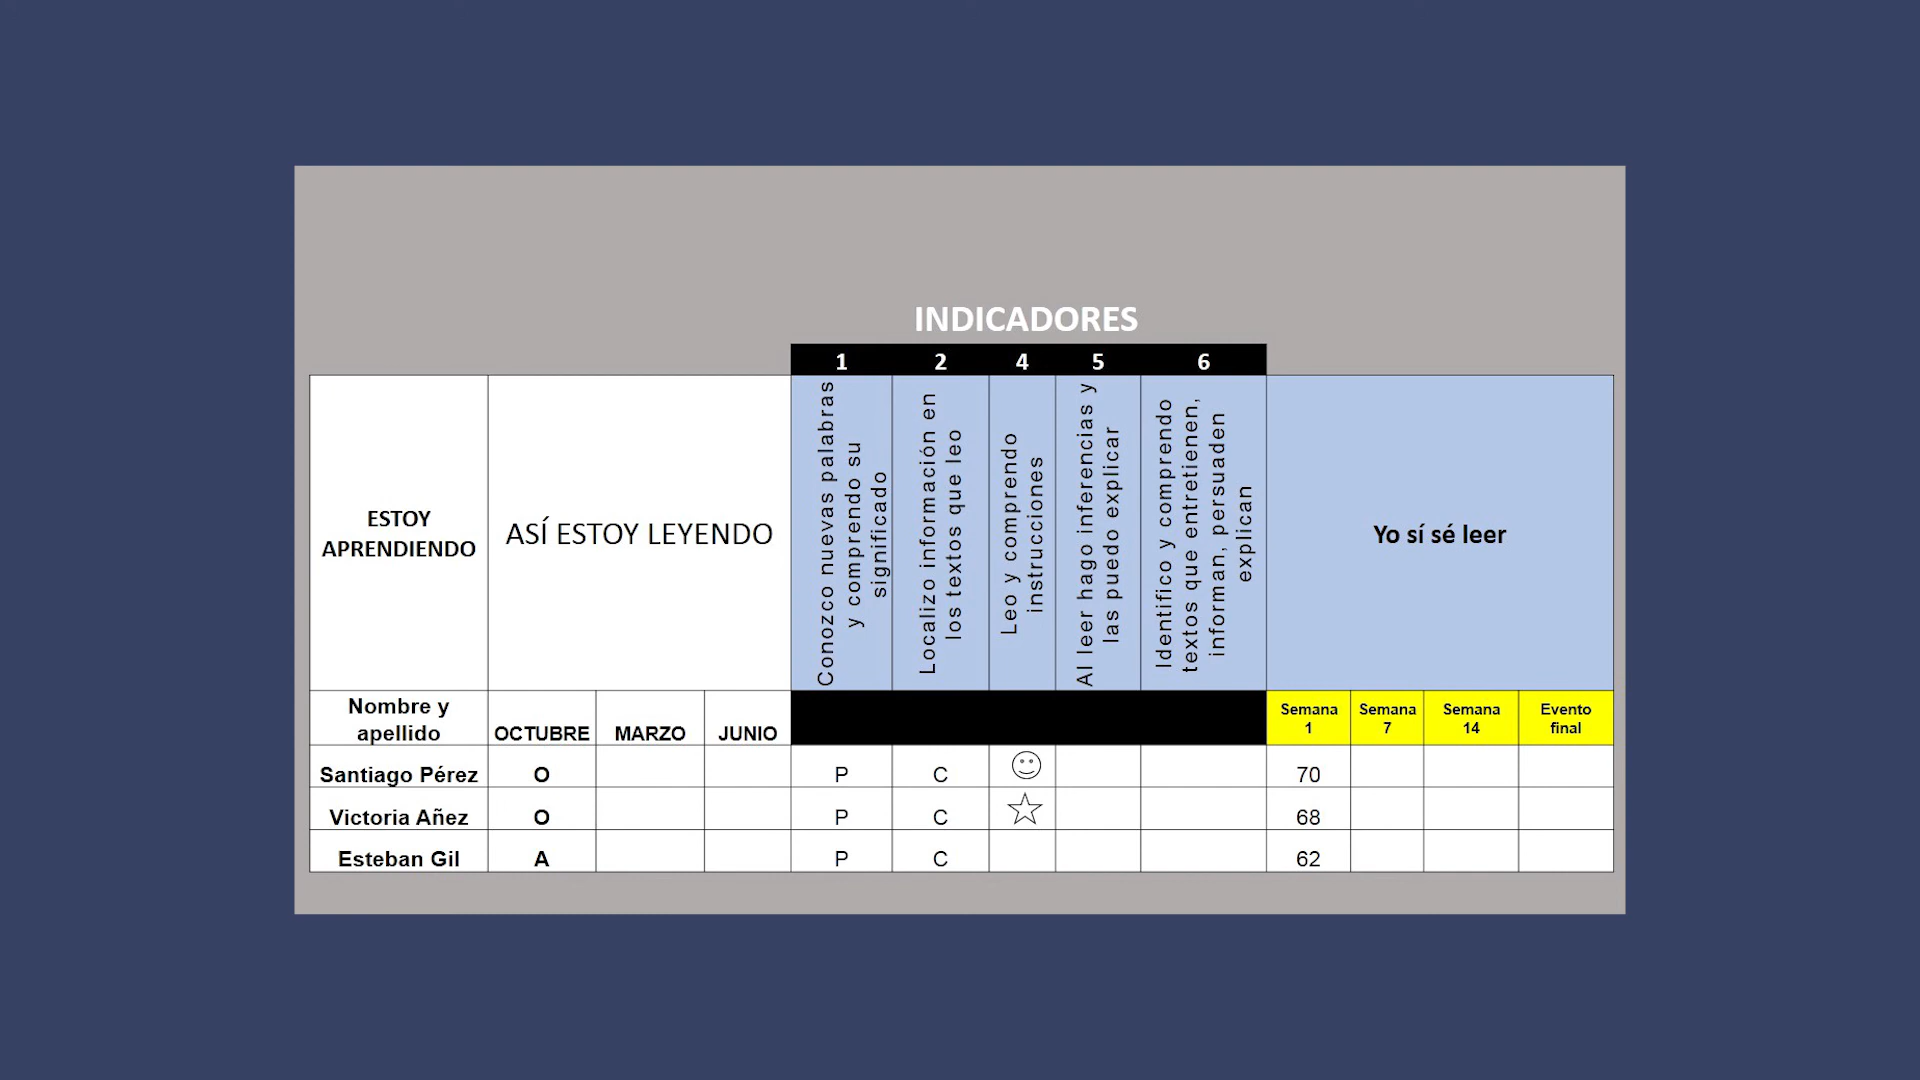 INDICADORES
1 2 4 5 6
ESTOY
APRENDIENDO
ASÍ ESTOY LEYENDO
Conozco nuevas palabras
y comprendo su
significado
Localizo información en
los textos que leo
Leo y comprendo
instrucciones
Al leer hago inferencias y
las puedo explicar
Identifico y comprendo
textos que entretienen,
informan, persuaden
explican
Yo sí sé leer
Nombre y
apellido
OCTUBRE MARZO JUNIO
Semana
1
Semana
7
Semana
14
Evento
final
Santiago Pérez O P C 70
Victoria Añez O P C 68
Esteban Gil A P C 62